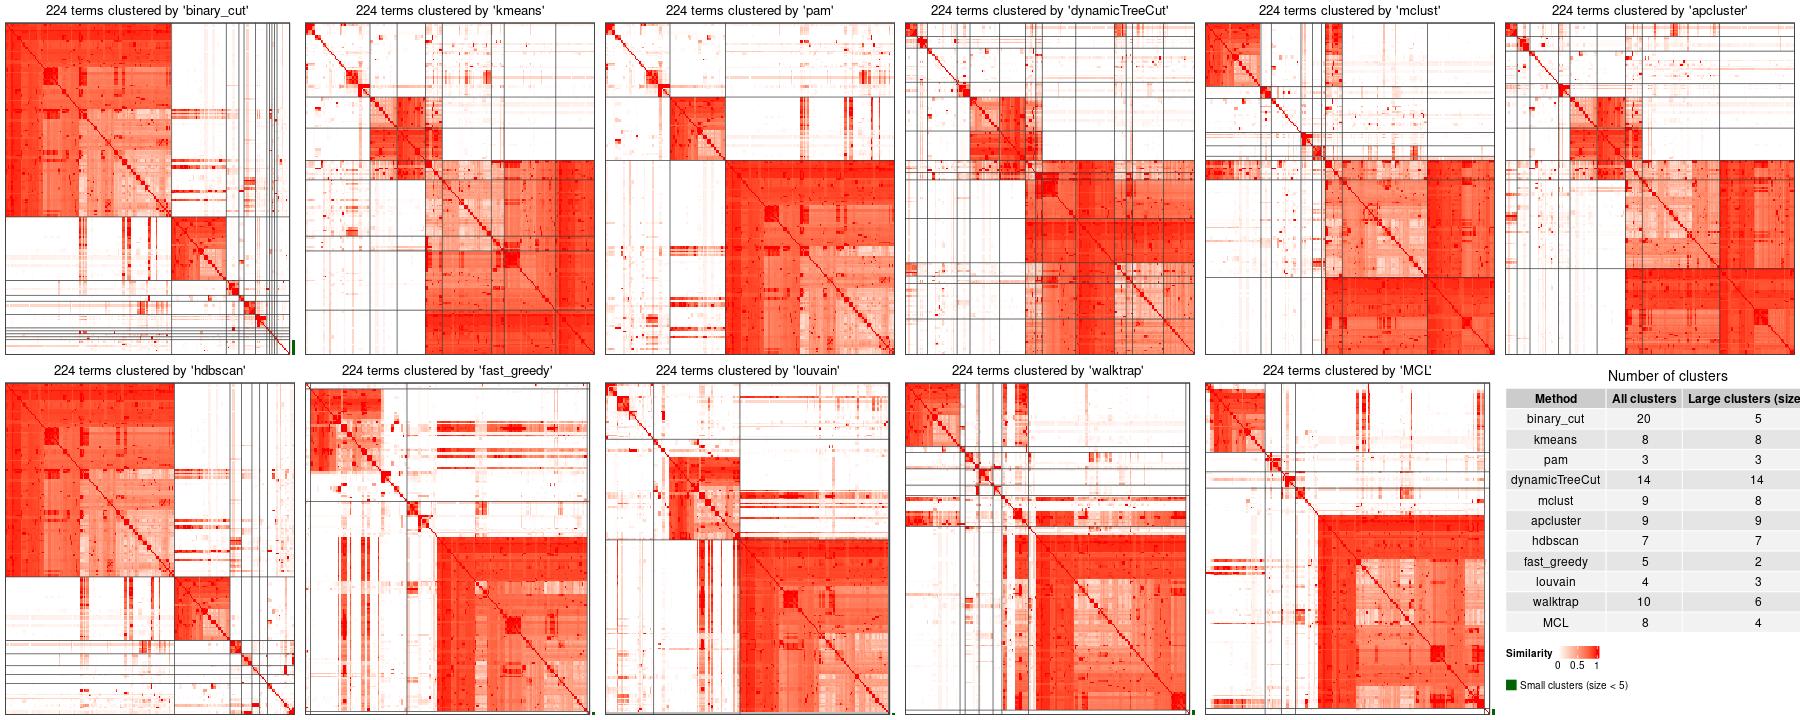 224 terms clustered by 'binary_cut'
224 terms clustered by 'kmeans'
224 terms clustered by 'pam'
224 terms clustered by 'dynamicTreeCut'
224 terms clustered by 'mclust'
224 terms clustered by 'apcluster'
224 terms clustered by 'hdbscan'
224 terms clustered by 'fast_greedy'
224 terms clustered by 'louvain'
224 terms clustered by 'walktrap'
224 terms clustered by 'MCL'
Number of clusters
Method All clusters Large clusters (size
binary_cut 20 5
kmeans 8 8
pam 3 3
dynamicTreeCut 14 14
mclust 9 8
apcluster 9 9
hdbscan 7 7
fast_greedy 5 2
louvain 4 3
walktrap 10 6
MCL 8 4
Similarity
0 0.5 1
Small clusters (size < 5)